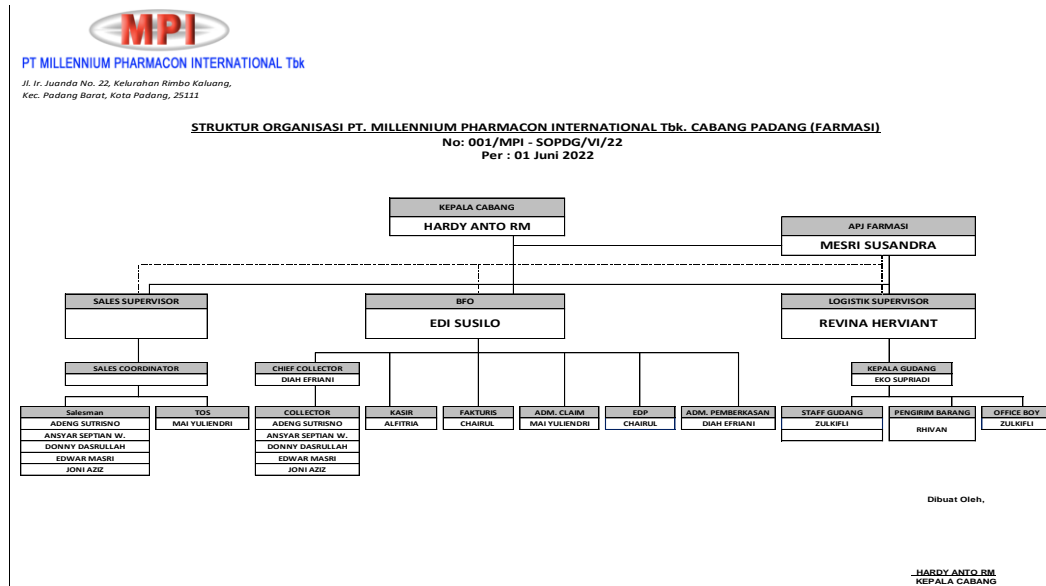 MPI
PT MILLENNIUM PHARMACON INTERNATIONAL Tbk
Jl. Ir. Juanda No. 22, Kelurahan Rimbo Kaluang,
Kec. Padang Barat, Kota Padang, 25111
STRUKTUR ORGANISASI PT. MILLENNIUM PHARMACON INTERNATIONAL Tbk. CABANG PADANG (FARMASI)
No: 001/MPI - SOPDG/VI/22
Per : 01 Juni 2022
KEPALA CABANG
HARDY ANTO RM
APJ FARMASI
MESRI SUSANDRA
SALES SUPERVISOR
BFO
EDI SUSILO
LOGISTIK SUPERVISOR
REVINA HERVIANT
SALES COORDINATOR
CHIEF COLLECTOR
DIAH EFRIANI
KEPALA GUDANG
EKO SUPRIADI
Salesman
ADENG SUTRISNO
ANSYAR SEPTIAN W.
DONNY DASRULLAH
EDWAR MASRI
JONI AZIZ
TOS
MAI YULIENDRI
COLLECTOR
ADENG SUTRISNO
ANSYAR SEPTIAN W.
DONNY DASRULLAH
EDWAR MASRI
JONI AZIZ
KASIR
ALFITRIA
FAKTURIS
CHAIRUL
ADM. CLAIM
MAI YULIENDRI
EDP
CHAIRUL
ADM. PEMBERKASAN
DIAH EFRIANI
STAFF GUDANG
ZULKIFLI
PENGIRIM BARANG
RHIVAN
OFFICE BOY
ZULKIFLI
Dibuat Oleh,
HARDY ANTO RM
KEPALA CABANG